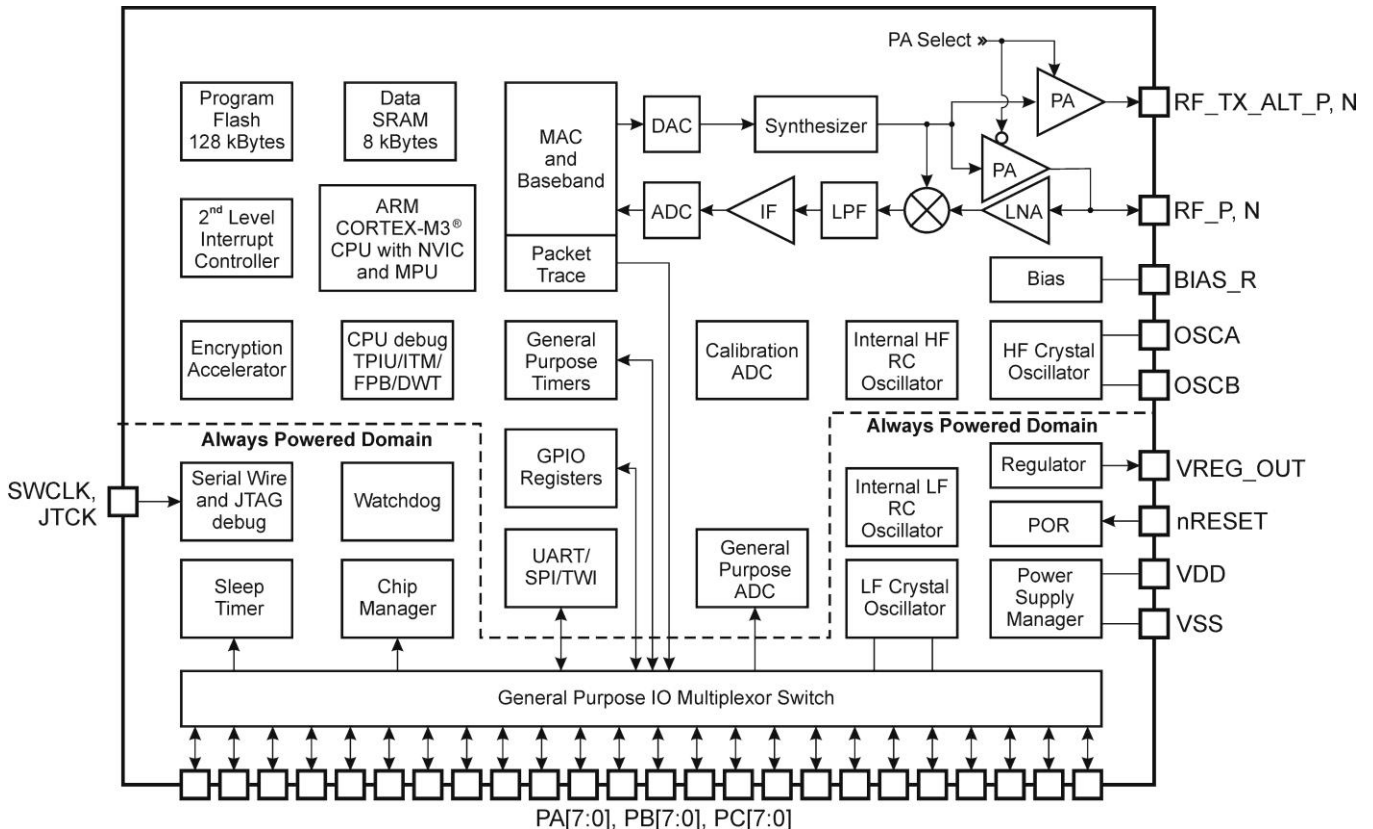 PA Select
Program
Flash
128 kBytes
Data
SRAM
8 kBytes
MAC
and
Baseband
DAC
Synthesizer
PA
RF_TX_ALT_P, N
PA
2nd Level
Interrupt
Controller
ARM
CORTEX-M3®
CPU with NVIC
and MPU
Packet
Trace
ADC
IF
LPF
LNA
RF_P, N
Bias
BIAS_R
Encryption
Accelerator
CPU debug
TPIU/ITM/
FPB/DWT
General
Purpose
Timers
Calibration
ADC
Internal HF
RC
Oscillator
HF Crystal
Oscillator
OSCA
OSCB
Always Powered Domain
Always Powered Domain
SWCLK,
JTCK
Serial Wire
and JTAG
debug
Watchdog
GPIO
Registers
Internal LF
RC
Oscillator
Regulator
VREG_OUT
POR
nRESET
Sleep
Timer
Chip
Manager
UART/
SPI/TWI
General
Purpose
ADC
LF Crystal
Oscillator
Power
Supply
Manager
VDD
VSS
General Purpose IO Multiplexor Switch
PA[7:0], PB[7:0], PC[7:0]